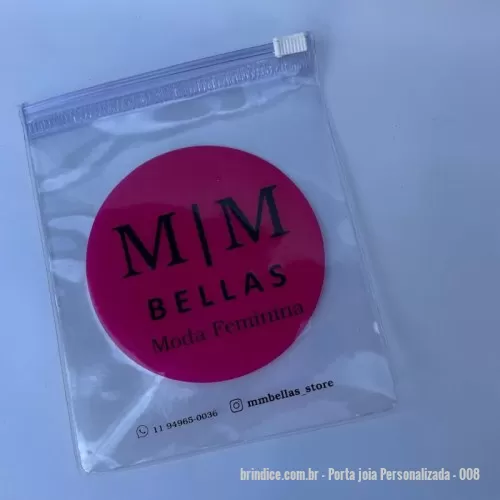 M|M
BELLAS
Moda Feminina
11 94965-0036 mmbellas_store
brindice.com.br - Porta joia Personalizada - 008